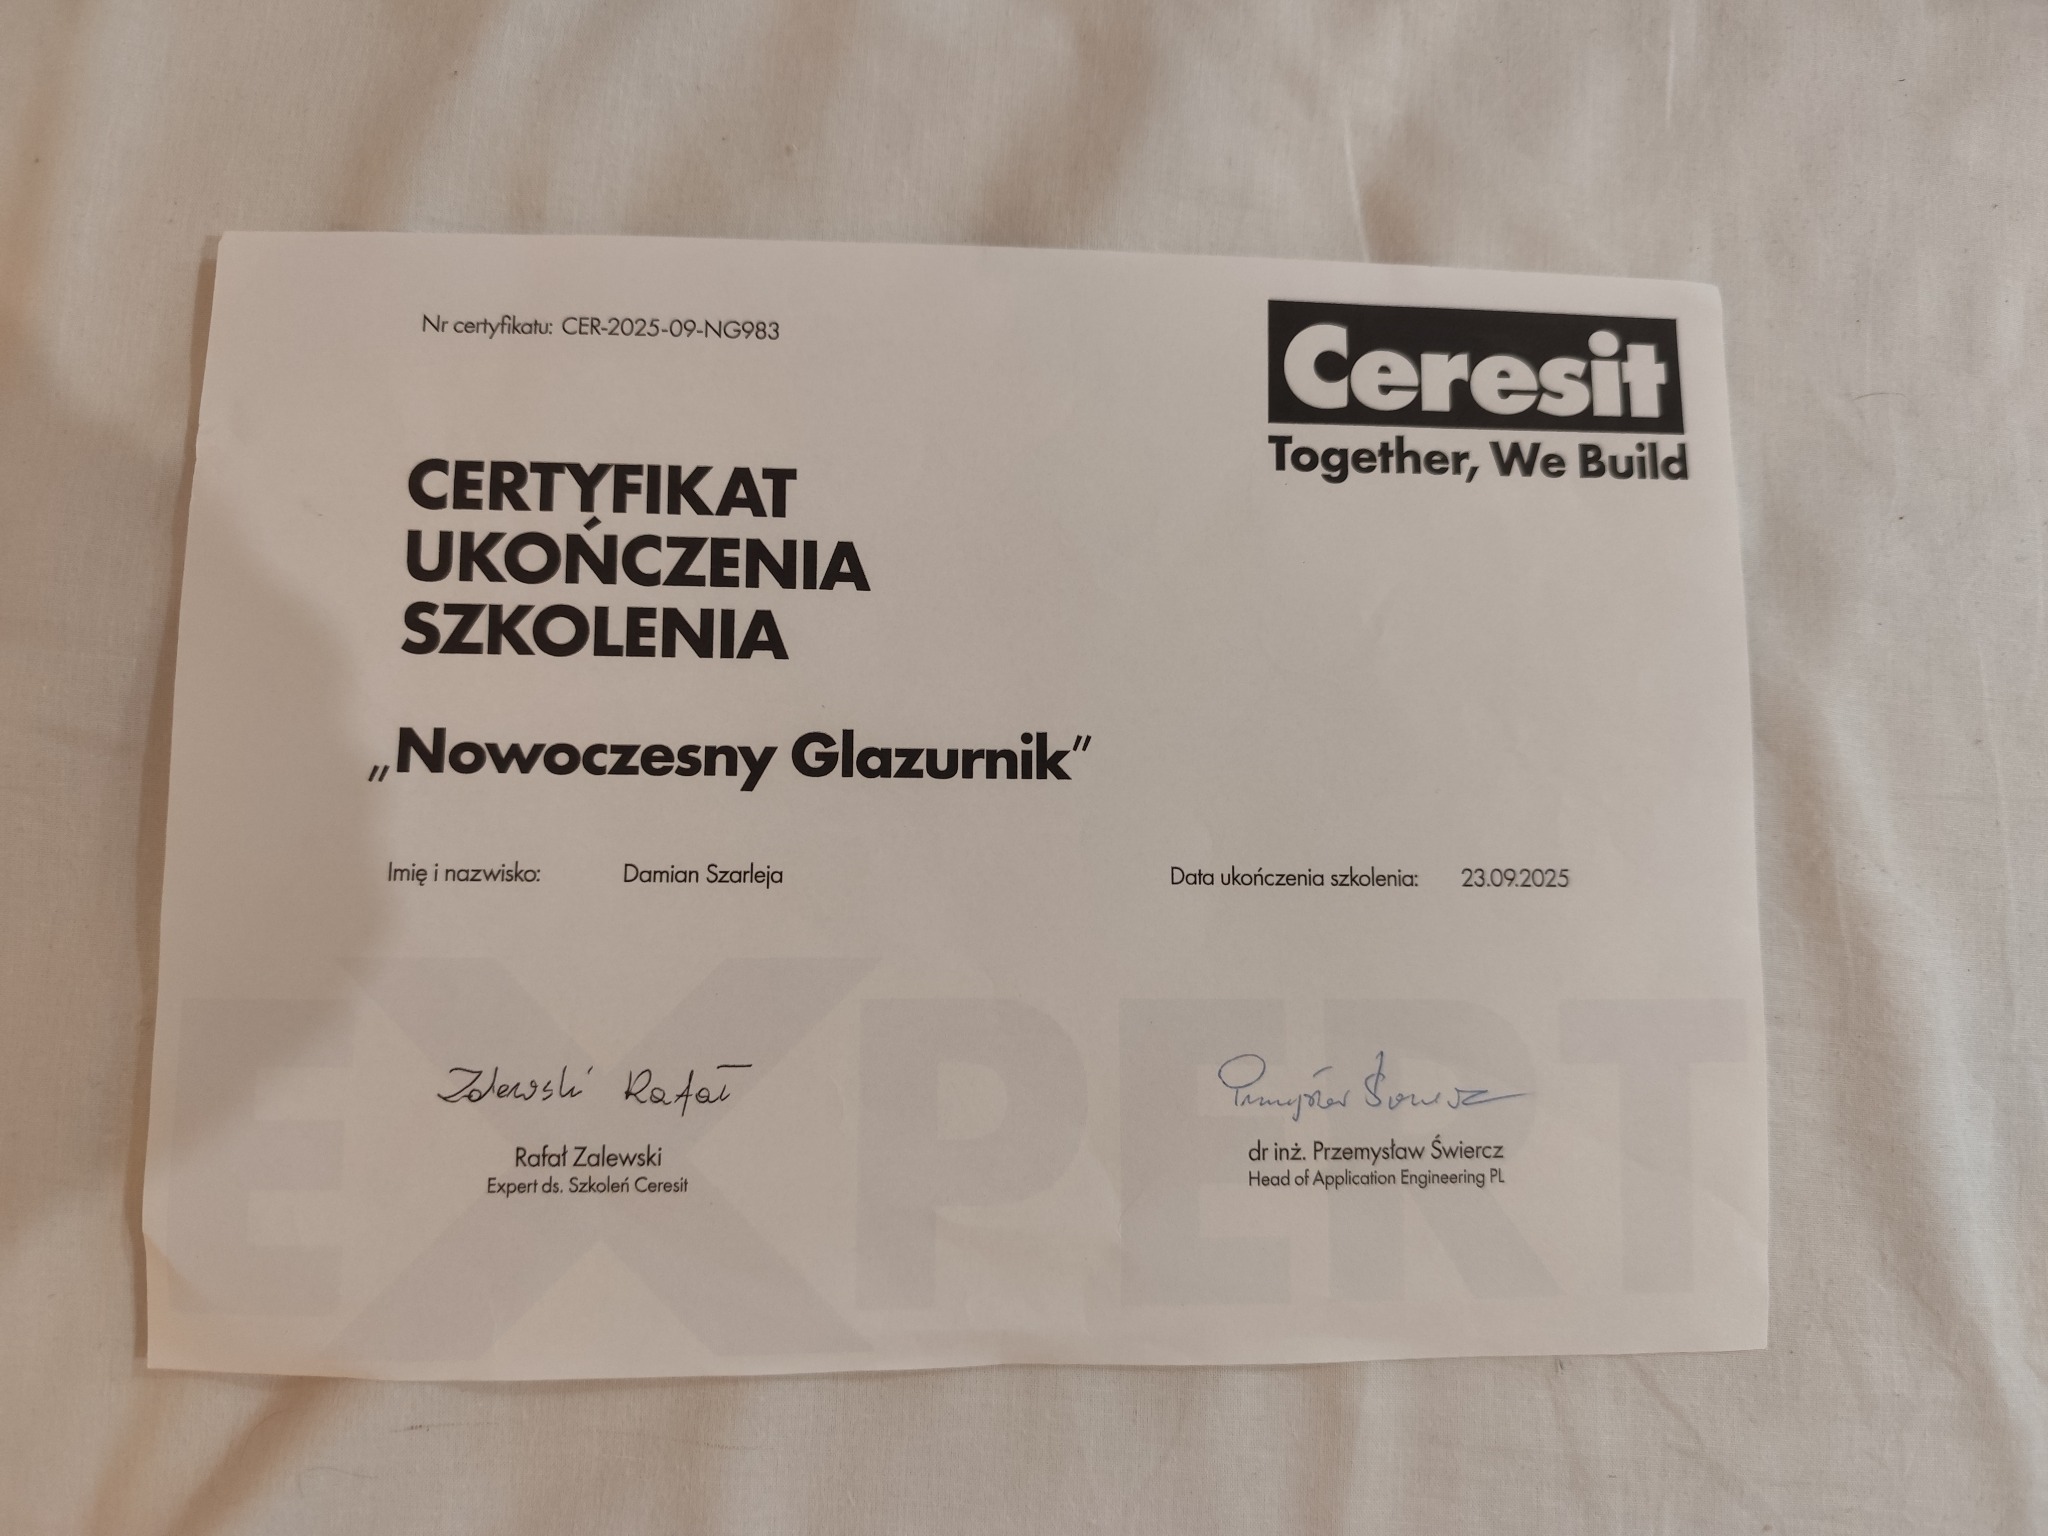 Nr certyfikatu: CER-2025-09-NG983
Ceresit
Together, We Build
CERTYFIKAT
UKOŃCZENIA
SZKOLENIA
„Nowoczesny Glazurnik”
Imię i nazwisko: Damian Szarleja
Data ukończenia szkolenia: 23.09.2025
EXPERT
Zalewski Rafał
Przemysław Świercz
Rafał Zalewski
Expert ds. Szkoleń Ceresit
dr inż. Przemysław Świercz
Head of Application Engineering PL